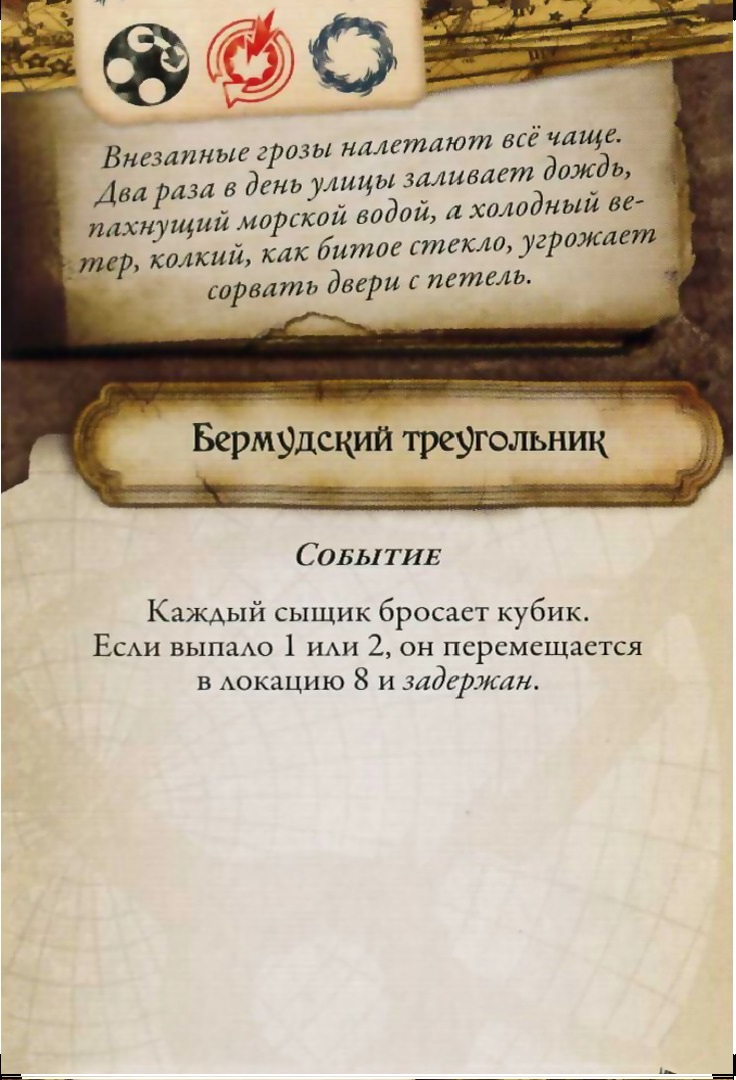 Внезапные грозы налетают всё чаще.
Два раза в день улицы заливает дождь,
пахнущий морской водой, а холодный ве-
тер, колкий, как битое стекло, угрожает
сорвать двери с петель.
Бермудский треугольник
Событие
Каждый сыщик бросает кубик.
Если выпало 1 или 2, он перемещается
в локацию 8 и задержан.